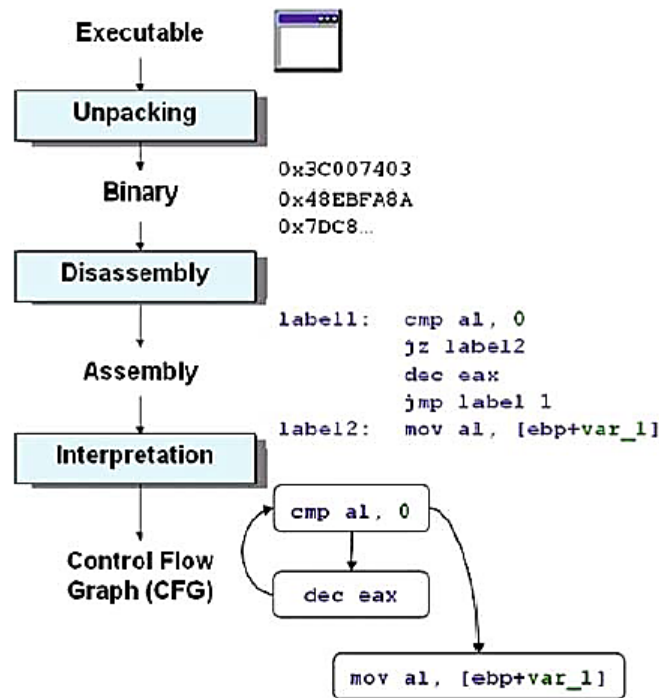 Executable
Unpacking
Binary
0x3C007403
0x48EBFA8A
0x7DC8...
Disassembly
label1: cmp al, 0
jz label2
dec eax
jmp label 1
label2: mov al, [ebp+var_1]
Assembly
Interpretation
Control Flow
Graph (CFG)
cmp al, 0
dec eax
mov al, [ebp+var_1]